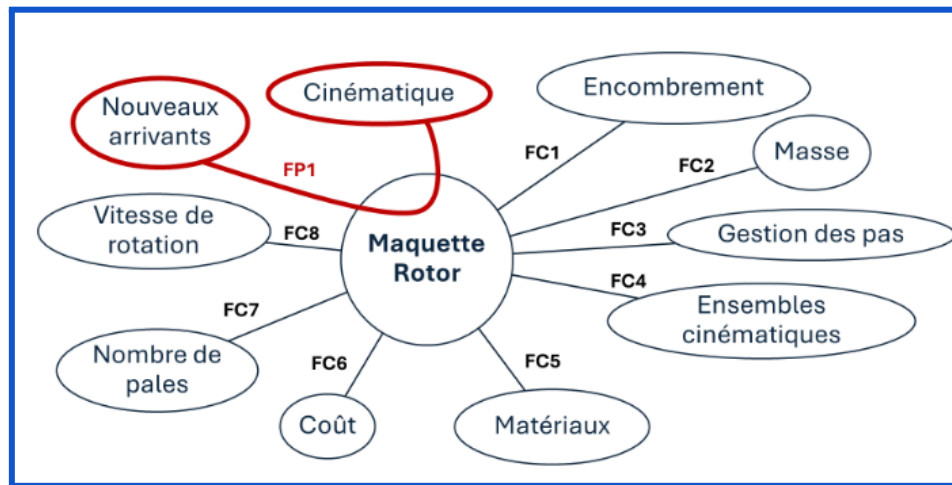 Nouveaux
arrivants
Cinématique
Encombrement
FP1
FC1
FC2
Masse
Vitesse de
rotation
FC8
Maquette
Rotor
FC3
Gestion des pas
FC4
Ensembles
cinématiques
FC7
Nombre de
pales
FC6
Coût
FC5
Matériaux